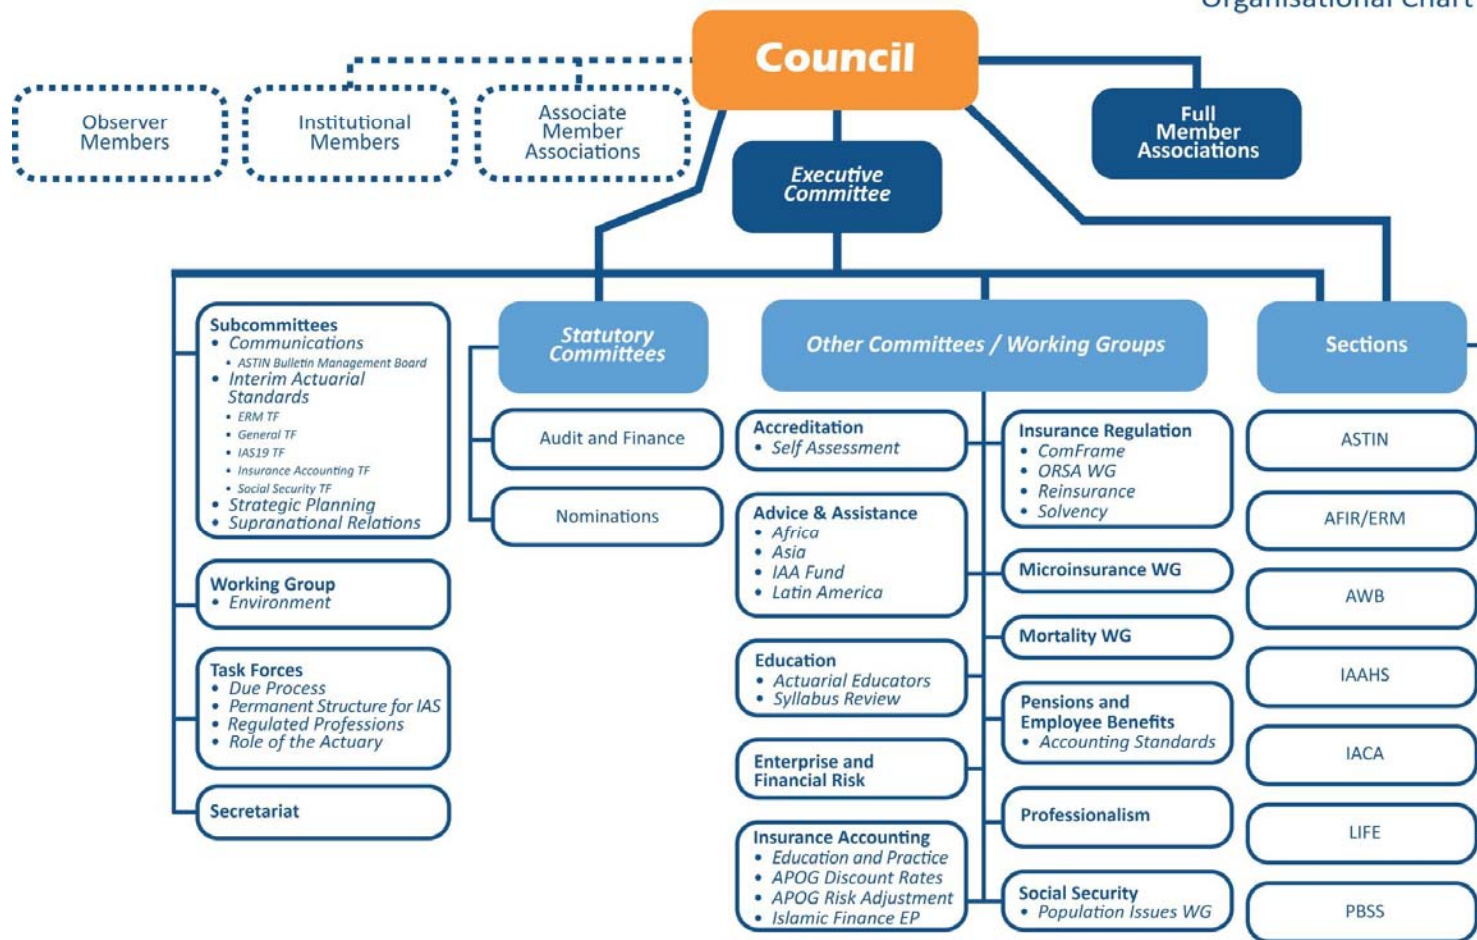 Organisational Chart
Council
Observer
Members
Institutional
Members
Associate
Member
Associations
Full
Member
Associations
Executive
Committee
Subcommittees
• Communications
• ASTIN Bulletin Management Board
• Interim Actuarial
Standards
• ERM TF
• General TF
• IAS19 TF
• Insurance Accounting TF
• Social Security TF
• Strategic Planning
• Supranational Relations
Working Group
• Environment
Task Forces
• Due Process
• Permanent Structure for IAS
• Regulated Professions
• Role of the Actuary
Secretariat
Statutory
Committees
Audit and Finance
Nominations
Other Committees / Working Groups
Accreditation
• Self Assessment
Advice & Assistance
• Africa
• Asia
• IAA Fund
• Latin America
Education
• Actuarial Educators
• Syllabus Review
Enterprise and
Financial Risk
Insurance Accounting
• Education and Practice
• APOG Discount Rates
• APOG Risk Adjustment
• Islamic Finance EP
Insurance Regulation
• ComFrame
• ORSA WG
• Reinsurance
• Solvency
Microinsurance WG
Mortality WG
Pensions and
Employee Benefits
• Accounting Standards
Professionalism
Social Security
• Population Issues WG
Sections
ASTIN
AFIR/ERM
AWB
IAAHS
IACA
LIFE
PBSS